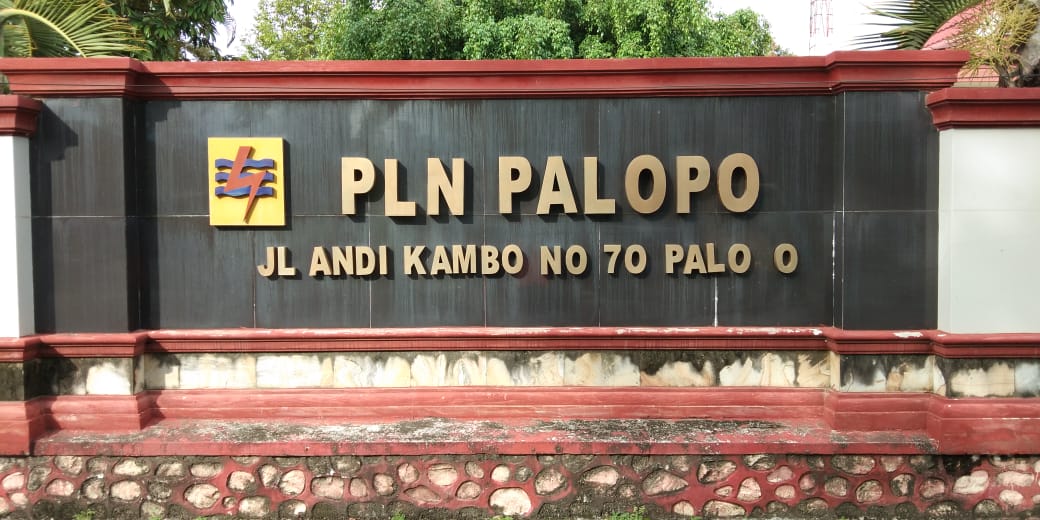 PLN PALOPO
JL ANDI KAMBO NO 70 PALO O